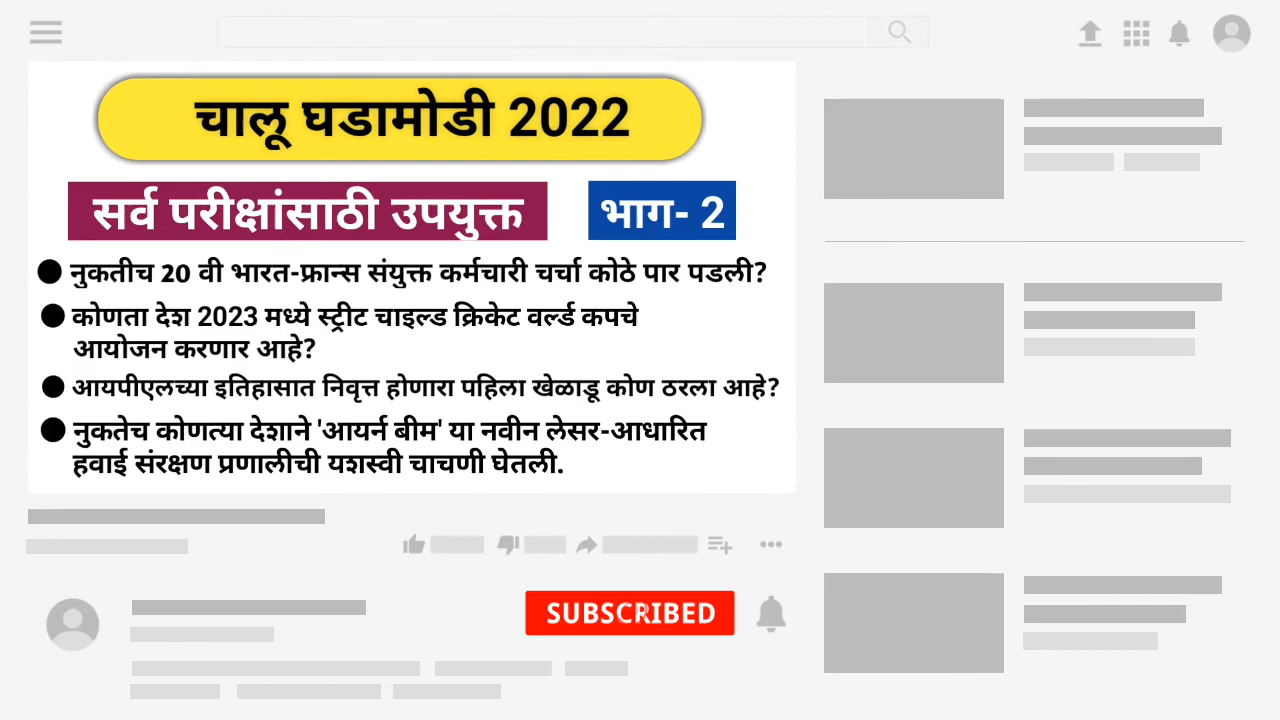 चालू घडामोडी 2022
सर्व परीक्षांसाठी उपयुक्त
भाग- 2
● नुकतीच 20 वी भारत-फ्रान्स संयुक्त कर्मचारी चर्चा कोठे पार पडली?
● कोणता देश 2023 मध्ये स्ट्रीट चाइल्ड क्रिकेट वर्ल्ड कपचे
आयोजन करणार आहे?
● आयपीएलच्या इतिहासात निवृत्त होणारा पहिला खेळाडू कोण ठरला आहे?
● नुकतेच कोणत्या देशाने 'आयर्न बीम' या नवीन लेसर-आधारित
हवाई संरक्षण प्रणालीची यशस्वी चाचणी घेतली.
SUBSCRIBED